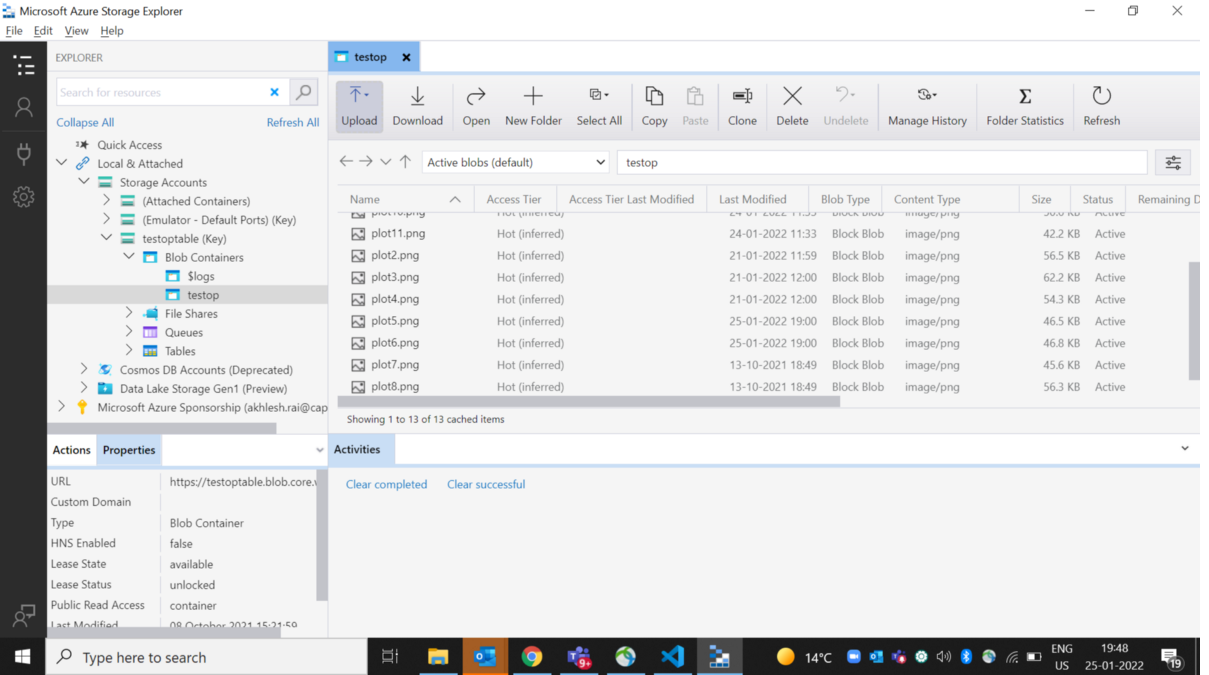 Microsoft Azure Storage Explorer
File Edit View Help
EXPLORER
Search for resources
Collapse All Refresh All
Quick Access
Local & Attached
Storage Accounts
(Attached Containers)
(Emulator - Default Ports) (Key)
testoptable (Key)
Blob Containers
$logs
testop
File Shares
Queues
Tables
Cosmos DB Accounts (Deprecated)
Data Lake Storage Gen1 (Preview)
Microsoft Azure Sponsorship (akhlesh.rai@cap
Actions Properties
URL https://testoptable.blob.core.w
Custom Domain
Type Blob Container
HNS Enabled false
Lease State available
Lease Status unlocked
Public Read Access container
Last Modified 08 October 2021 15:21:59
testop
Upload Download Open New Folder Select All Copy Paste Clone Delete Undelete Manage History Folder Statistics Refresh
Active blobs (default) testop
Name Access Tier Access Tier Last Modified Last Modified Blob Type Content Type Size Status Remaining D
plot10.png Hot (inferred) 24-01-2022 11:33 Block Blob image/png Active
plot11.png Hot (inferred) 24-01-2022 11:33 Block Blob image/png 42.2 KB Active
plot2.png Hot (inferred) 21-01-2022 11:59 Block Blob image/png 56.5 KB Active
plot3.png Hot (inferred) 21-01-2022 12:00 Block Blob image/png 62.2 KB Active
plot4.png Hot (inferred) 21-01-2022 12:00 Block Blob image/png 54.3 KB Active
plot5.png Hot (inferred) 25-01-2022 19:00 Block Blob image/png 46.5 KB Active
plot6.png Hot (inferred) 25-01-2022 19:00 Block Blob image/png 46.8 KB Active
plot7.png Hot (inferred) 13-10-2021 18:49 Block Blob image/png 45.6 KB Active
plot8.png Hot (inferred) 13-10-2021 18:49 Block Blob image/png 56.3 KB Active
Showing 1 to 13 of 13 cached items
Activities
Clear completed Clear successful
Type here to search
9+
14°C
ENG
US
19:48
25-01-2022
19